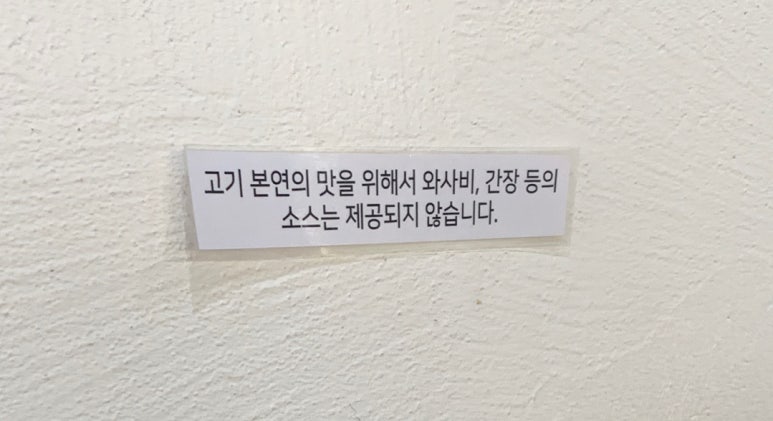 고기 본연의 맛을 위해서 와사비, 간장 등의
소스는 제공되지 않습니다.